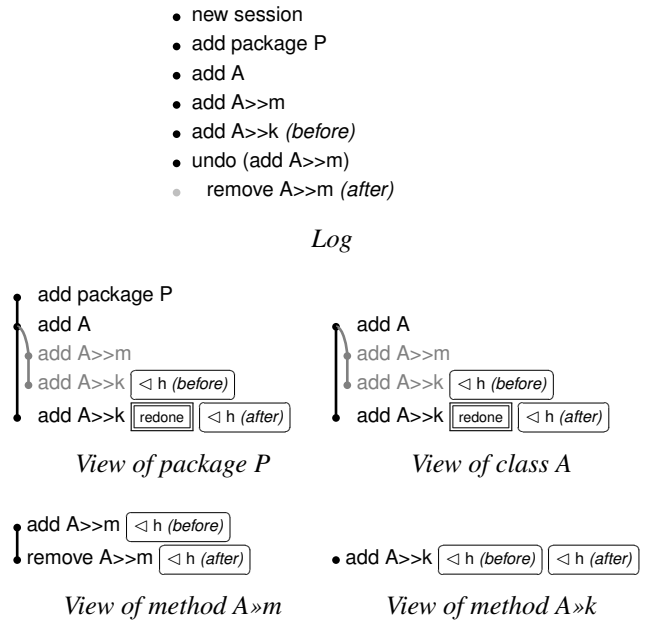 • new session
• add package P
• add A
• add A>>m
• add A>>k (before)
• undo (add A>>m)
• remove A>>m (after)
Log
add package P
add A
add A>>m
add A>>k ◁ h (before)
add A>>k redone ◁ h (after)
View of package P
add A
add A>>m
add A>>k ◁ h (before)
add A>>k redone ◁ h (after)
View of class A
add A>>m ◁ h (before)
remove A>>m ◁ h (after)
View of method A»m
add A>>k ◁ h (before) ◁ h (after)
View of method A»k